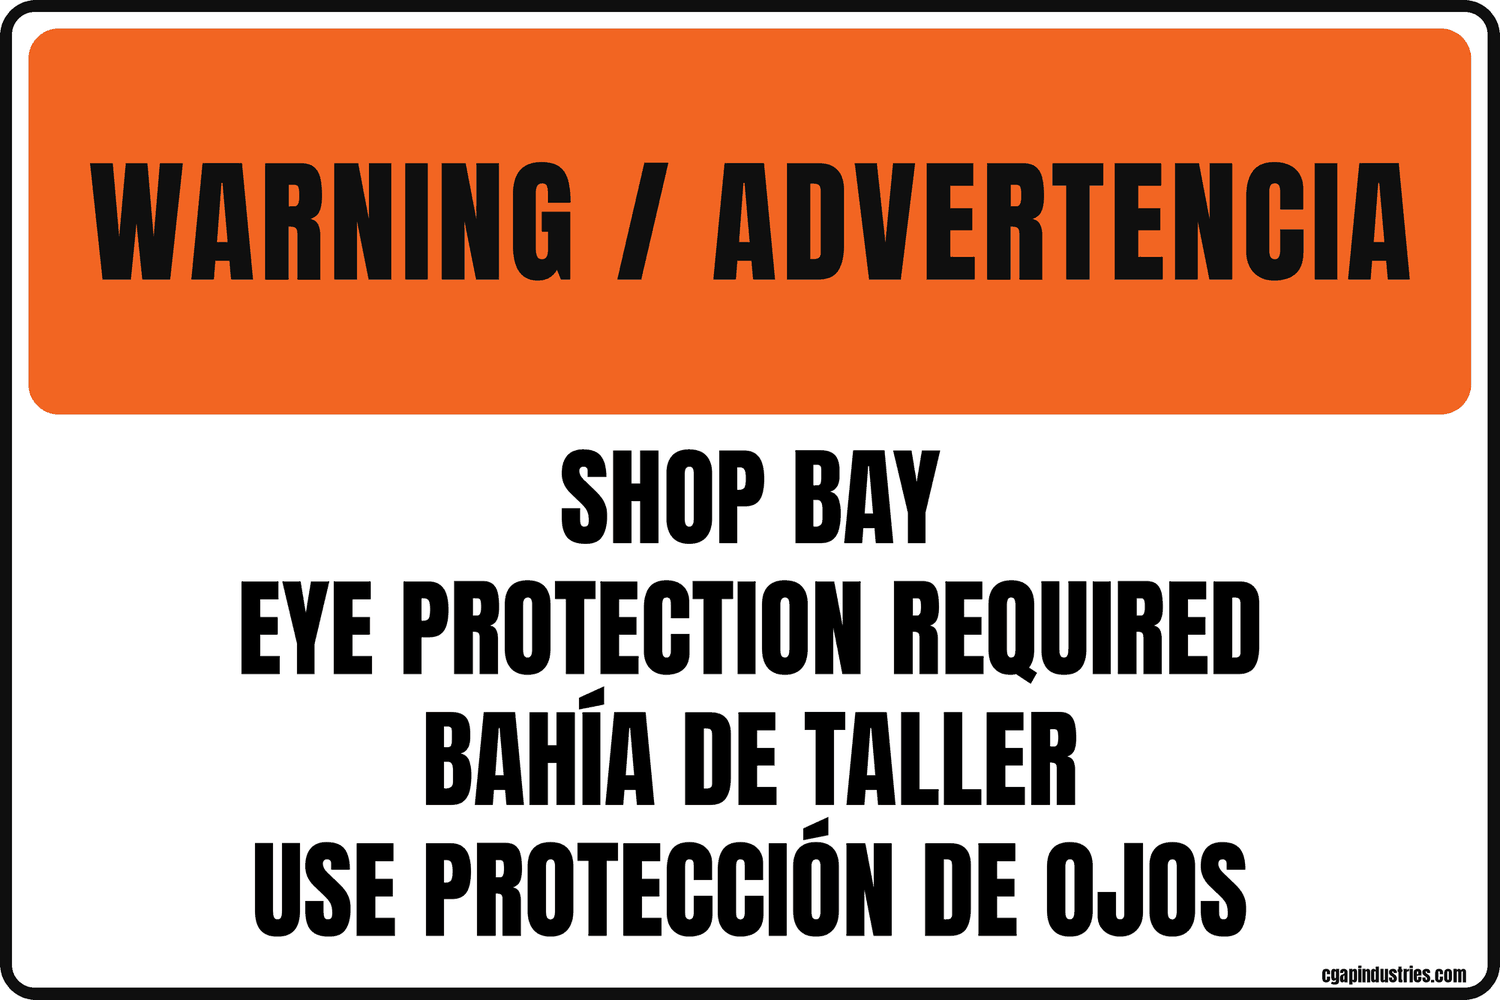 WARNING / ADVERTENCIA
SHOP BAY
EYE PROTECTION REQUIRED
BAHÍA DE TALLER
USE PROTECCIÓN DE OJOS
cgapindustries.com